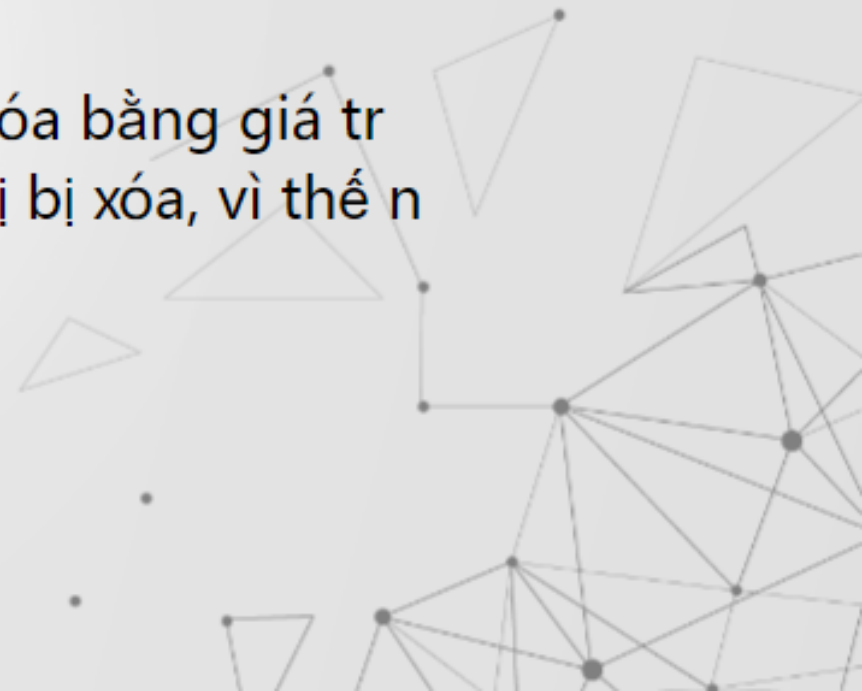 óa bằng giá tr
ị bị xóa, vì thế n